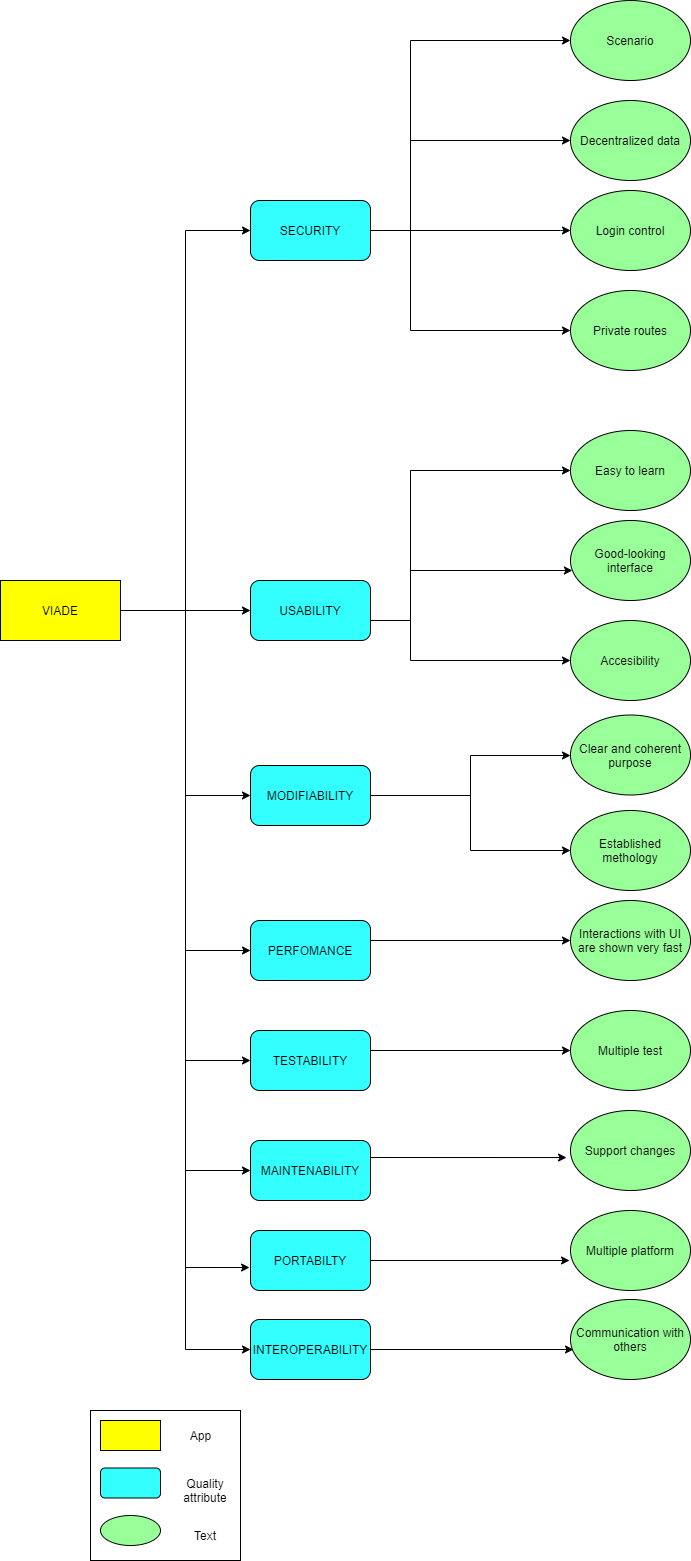 Scenario
Decentralized data
SECURITY
Login control
Private routes
Easy to learn
Good-looking
interface
VIADE
USABILITY
Accesibility
Clear and coherent
purpose
MODIFIABILITY
Established
methology
PERFOMANCE
Interactions with UI
are shown very fast
TESTABILITY
Multiple test
MAINTENABILITY
Support changes
PORTABILTY
Multiple platform
INTEROPERABILITY
Communication with
others
App
Quality
attribute
Text